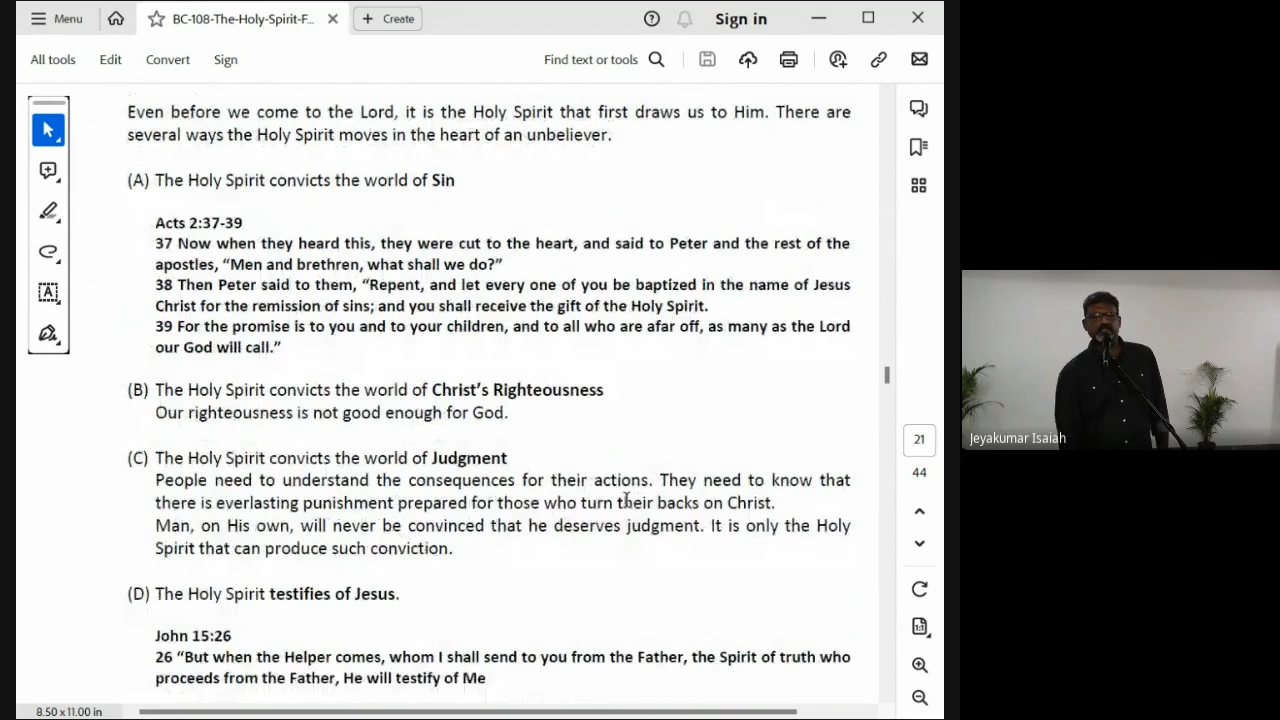 Menu
BC-108-The-Holy-Spirit-F...
Create
Sign in
All tools
Edit
Convert
Sign
Find text or tools
Even before we come to the Lord, it is the Holy Spirit that first draws us to Him. There are
several ways the Holy Spirit moves in the heart of an unbeliever.
(A) The Holy Spirit convicts the world of Sin
Acts 2:37-39
37 Now when they heard this, they were cut to the heart, and said to Peter and the rest of the
apostles, “Men and brethren, what shall we do?”
38 Then Peter said to them, “Repent, and let every one of you be baptized in the name of Jesus
Christ for the remission of sins; and you shall receive the gift of the Holy Spirit.
39 For the promise is to you and to your children, and to all who are afar off, as many as the Lord
our God will call.”
(B) The Holy Spirit convicts the world of Christ’s Righteousness
Our righteousness is not good enough for God.
(C) The Holy Spirit convicts the world of Judgment
People need to understand the consequences for their actions. They need to know that
there is everlasting punishment prepared for those who turn their backs on Christ.
Man, on His own, will never be convinced that he deserves judgment. It is only the Holy
Spirit that can produce such conviction.
(D) The Holy Spirit testifies of Jesus.
John 15:26
26 “But when the Helper comes, whom I shall send to you from the Father, the Spirit of truth who
proceeds from the Father, He will testify of Me
21
44
1:1
8.50 x 11.00 in
Jeyakumar Isaiah